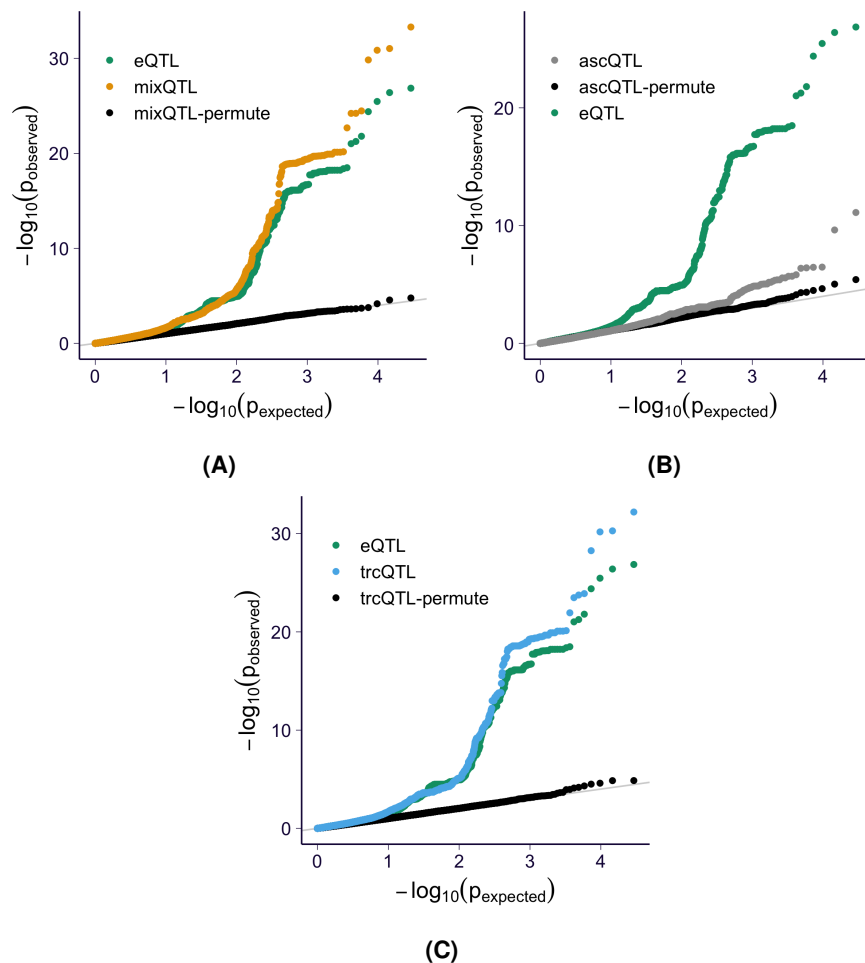 30
20
10
0
−log10(pobserved)
eQTL
mixQTL
mixQTL-permute
0 1 2 3 4
−log10(pexpected)
(A)
20
10
0
−log10(pobserved)
ascQTL
ascQTL-permute
eQTL
0 1 2 3 4
−log10(pexpected)
(B)
30
20
10
0
−log10(pobserved)
eQTL
trcQTL
trcQTL-permute
0 1 2 3 4
−log10(pexpected)
(C)